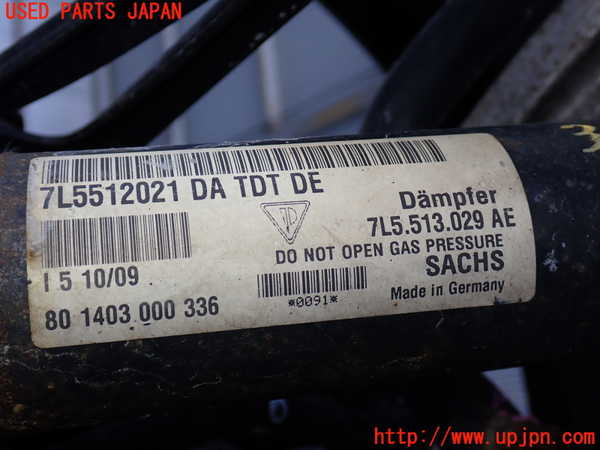 USED PARTS JAPAN
7L5512021 DA TDT DE
Dämpfer
7L5.513.029 AE
DO NOT OPEN GAS PRESSURE
I 5 10/09
SACHS
*0091*
Made in Germany
80 1403 000 336
http://www.upjpn.com